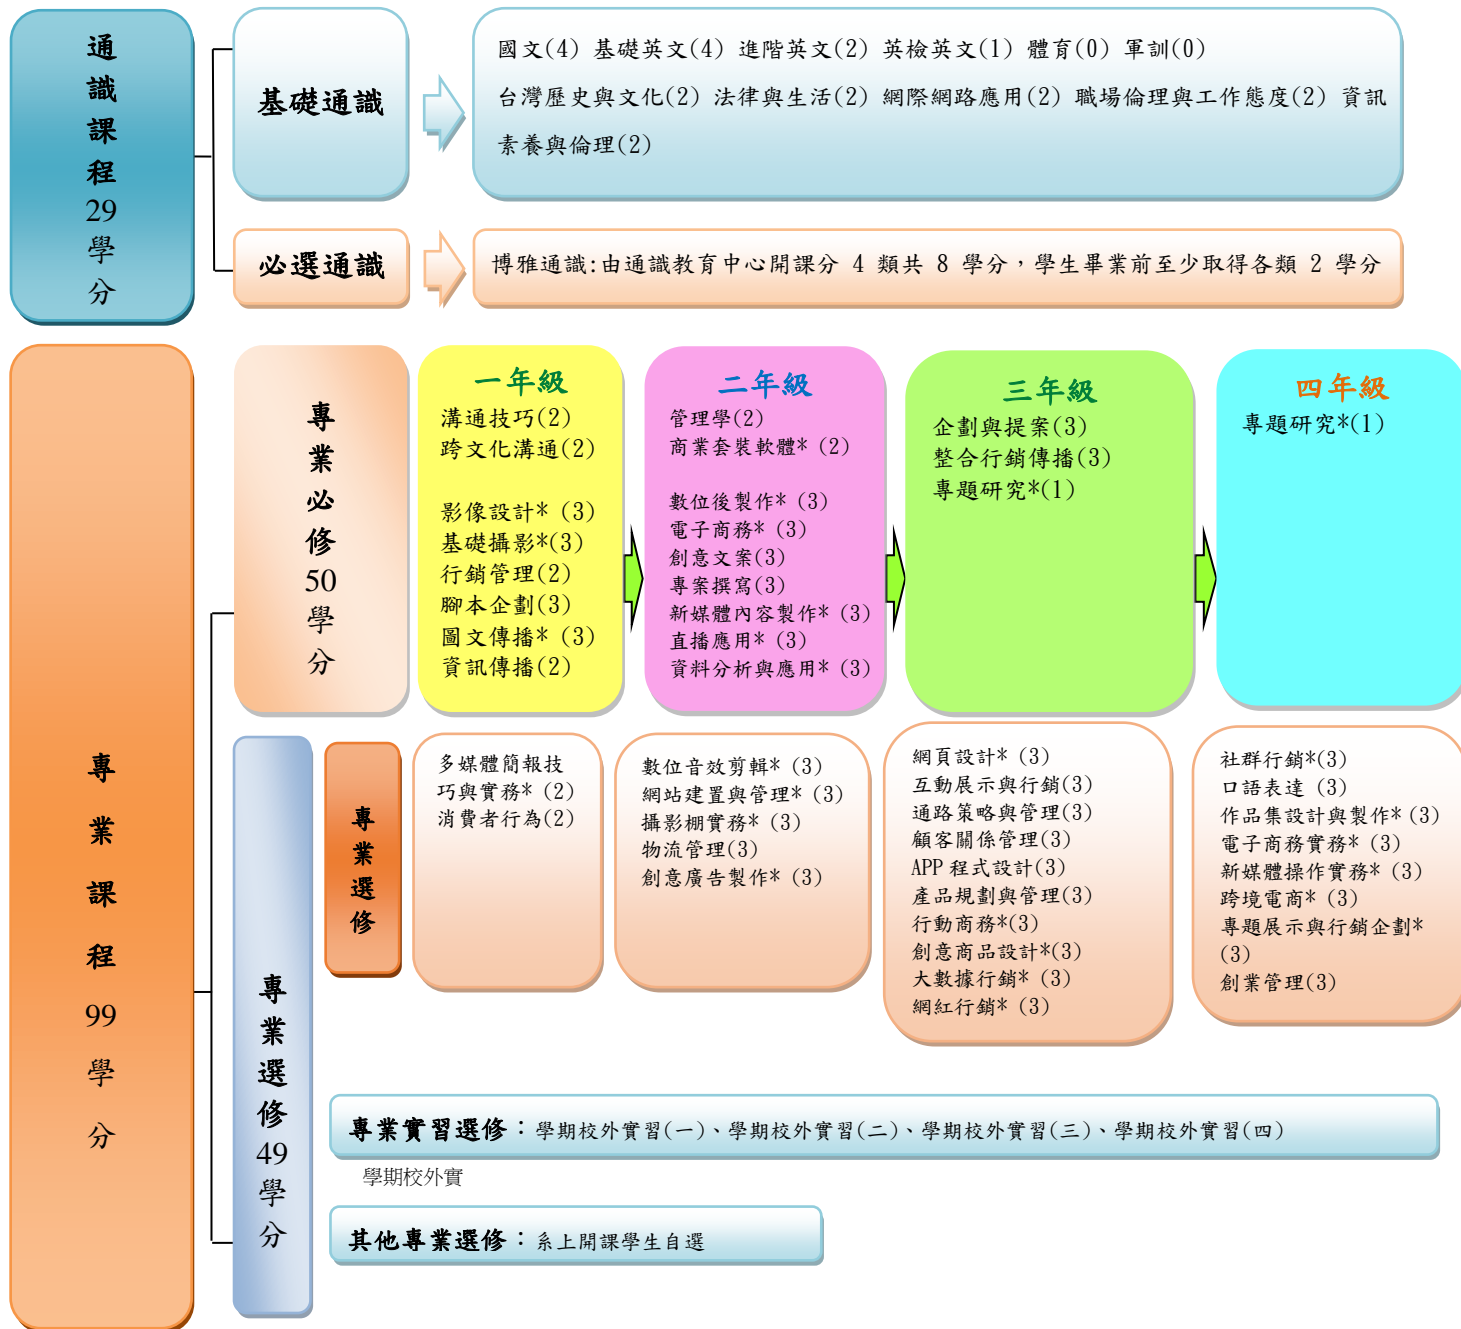 通識課程29學分
基礎通識
國文(4) 基礎英文(4) 進階英文(2) 英檢英文(1) 體育(0) 軍訓(0)
台灣歷史與文化(2) 法律與生活(2) 網際網路應用(2) 職場倫理與工作態度(2) 資訊
素養與倫理(2)
必選通識
博雅通識:由通識教育中心開課分 4 類共 8 學分，學生畢業前至少取得各類 2 學分
專業課程99學分
專業必修50學分
一年級
溝通技巧(2)
跨文化溝通(2)
影像設計* (3)
基礎攝影*(3)
行銷管理(2)
腳本企劃(3)
圖文傳播* (3)
資訊傳播(2)
二年級
管理學(2)
商業套裝軟體* (2)
數位後製作* (3)
電子商務* (3)
創意文案(3)
專案撰寫(3)
新媒體內容製作* (3)
直播應用* (3)
資料分析與應用* (3)
三年級
企劃與提案(3)
整合行銷傳播(3)
專題研究*(1)
四年級
專題研究*(1)
專業選修49學分
專業選修
多媒體簡報技
巧與實務* (2)
消費者行為(2)
數位音效剪輯* (3)
網站建置與管理* (3)
攝影棚實務* (3)
物流管理(3)
創意廣告製作* (3)
網頁設計* (3)
互動展示與行銷(3)
通路策略與管理(3)
顧客關係管理(3)
APP 程式設計(3)
產品規劃與管理(3)
行動商務*(3)
創意商品設計*(3)
大數據行銷* (3)
網紅行銷* (3)
社群行銷*(3)
口語表達 (3)
作品集設計與製作* (3)
電子商務實務* (3)
新媒體操作實務* (3)
跨境電商* (3)
專題展示與行銷企劃*
(3)
創業管理(3)
專業實習選修：學期校外實習(一)、學期校外實習(二)、學期校外實習(三)、學期校外實習(四)
學期校外實
其他專業選修：系上開課學生自選